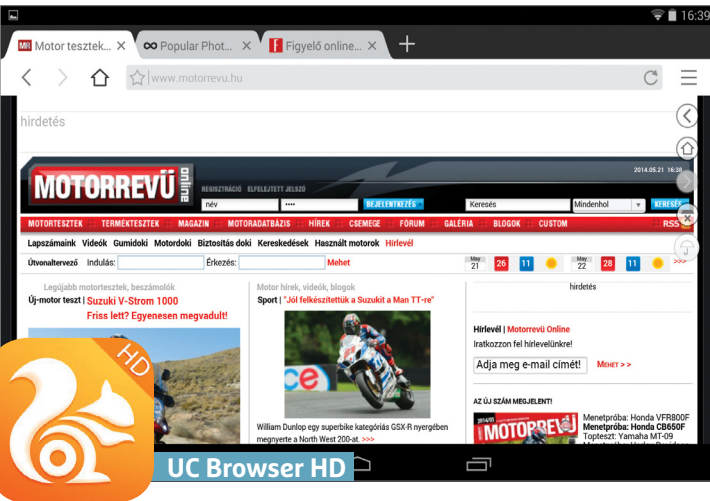 16:39
MR Motor tesztek... × Popular Phot... × f Figyelő online... × +
www.motorrevu.hu
hirdetés
2014.05.21 16:38
MOTORREVÜ online
REGISZTRÁCIÓ ELFELEJTETT JELSZÓ
név •••• BEJELENTKEZÉS Keresés Mindenhol KERESÉS
MOTORTESZTEK TERMÉKTESZTEK MAGAZIN MOTORADATBÁZIS HÍREK CSEMEGE FÓRUM GALÉRIA BLOGOK CUSTOM RSS
Lapszámaink Videók Gumidoki Motordoki Biztosítás doki Kereskedések Használt motorok Hírlevél
Útvonaltervező Indulás: Érkezés: Mehet May 21 26 11 May 22 28 11 >>>
Legújabb motortesztek, beszámolók
Új-motor teszt | Suzuki V-Strom 1000
Friss lett? Egyenesen megvadult!
Motor hírek, videók, blogok
Sport | "Jól felkészítettük a Suzukit a Man TT-re"
William Dunlop egy superbike kategóriás GSX-R nyergében
megnyerte a North West 200-at. >>>
hirdetés
Hírlevél | Motorrevü Online
Iratkozzon fel hírlevelünkre!
Adja meg e-mail címét! MEHET >>
AZ ÚJ SZÁM MEGJELENT!
2014/05
MOTORREVÜ
Menetpróba: Honda VFR800F
Menetpróba: Honda CB650F
Topteszt: Yamaha MT-09
HD
UC Browser HD